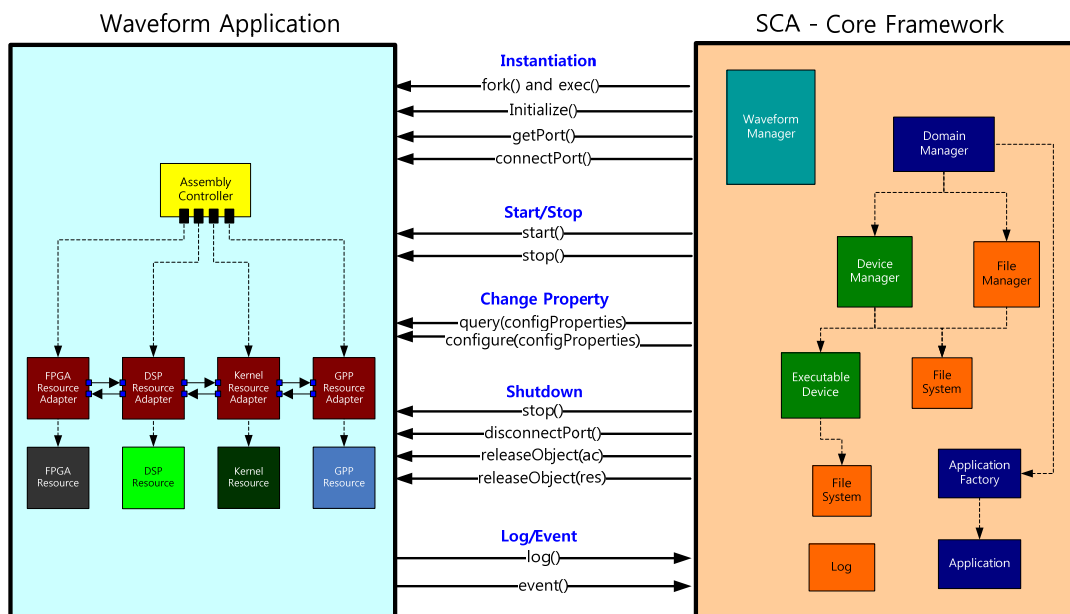 Waveform Application
SCA - Core Framework
Instantiation
fork() and exec()
Initialize()
getPort()
connectPort()
Start/Stop
start()
stop()
Change Property
query(configProperties)
configure(configProperties)
Shutdown
stop()
disconnectPort()
releaseObject(ac)
releaseObject(res)
Log/Event
log()
event()
Assembly
Controller
FPGA
Resource
Adapter
DSP
Resource
Adapter
Kernel
Resource
Adapter
GPP
Resource
Adapter
FPGA
Resource
DSP
Resource
Kernel
Resource
GPP
Resource
Waveform
Manager
Domain
Manager
Device
Manager
File
Manager
Executable
Device
File
System
File
System
Application
Factory
Log
Application